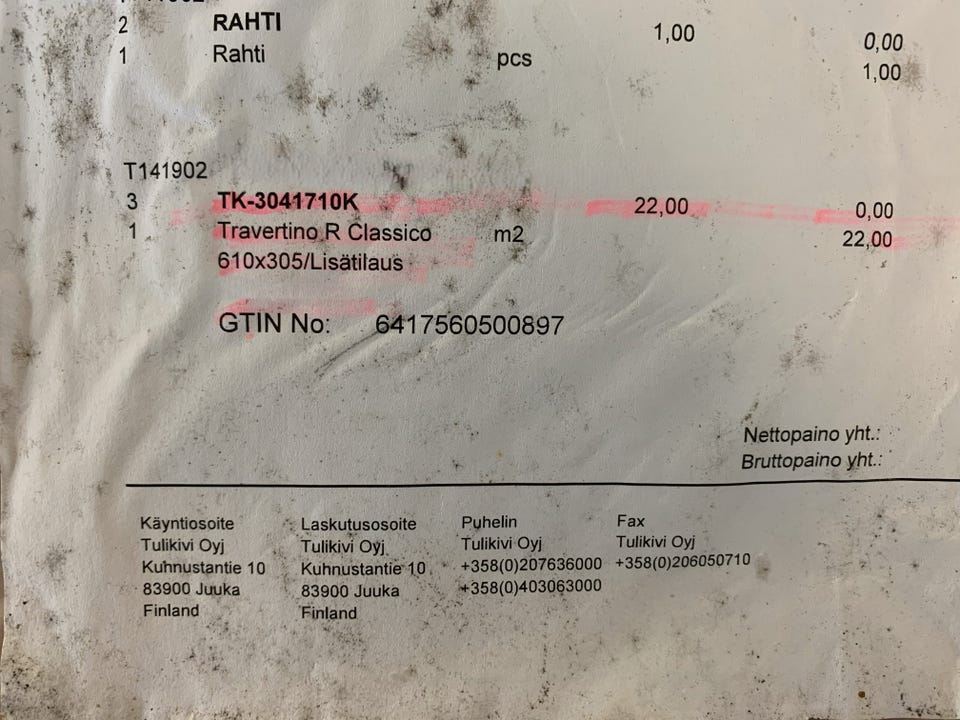 2 RAHTI 1,00 0,00
1 Rahti pcs 1,00
T141902
3 TK-3041710K 22,00 0,00
1 Travertino R Classico m2 22,00
610x305/Lisätilaus
GTIN No: 6417560500897
Nettopaino yht.:
Bruttopaino yht.:
Käyntiosoite Laskutusosoite Puhelin Fax
Tulikivi Oyj Tulikivi Oyj Tulikivi Oyj Tulikivi Oyj
Kuhnustantie 10 Kuhnustantie 10 +358(0)207636000 +358(0)206050710
83900 Juuka 83900 Juuka +358(0)403063000
Finland Finland